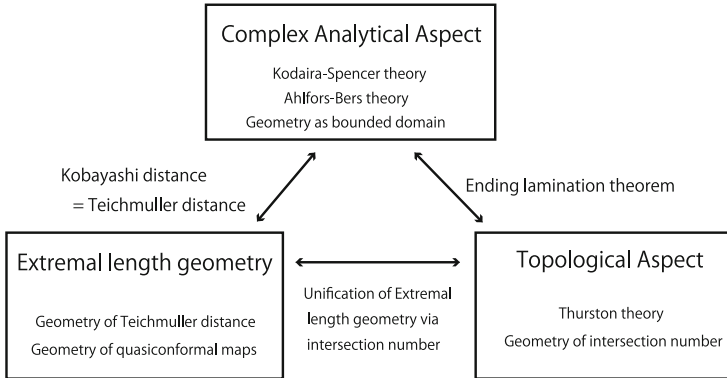 Complex Analytical Aspect
Kodaira-Spencer theory
Ahlfors-Bers theory
Geometry as bounded domain
Kobayashi distance
= Teichmuller distance
Ending lamination theorem
Extremal length geometry
Geometry of Teichmuller distance
Geometry of quasiconformal maps
Unification of Extremal
length geometry via
intersection number
Topological Aspect
Thurston theory
Geometry of intersection number